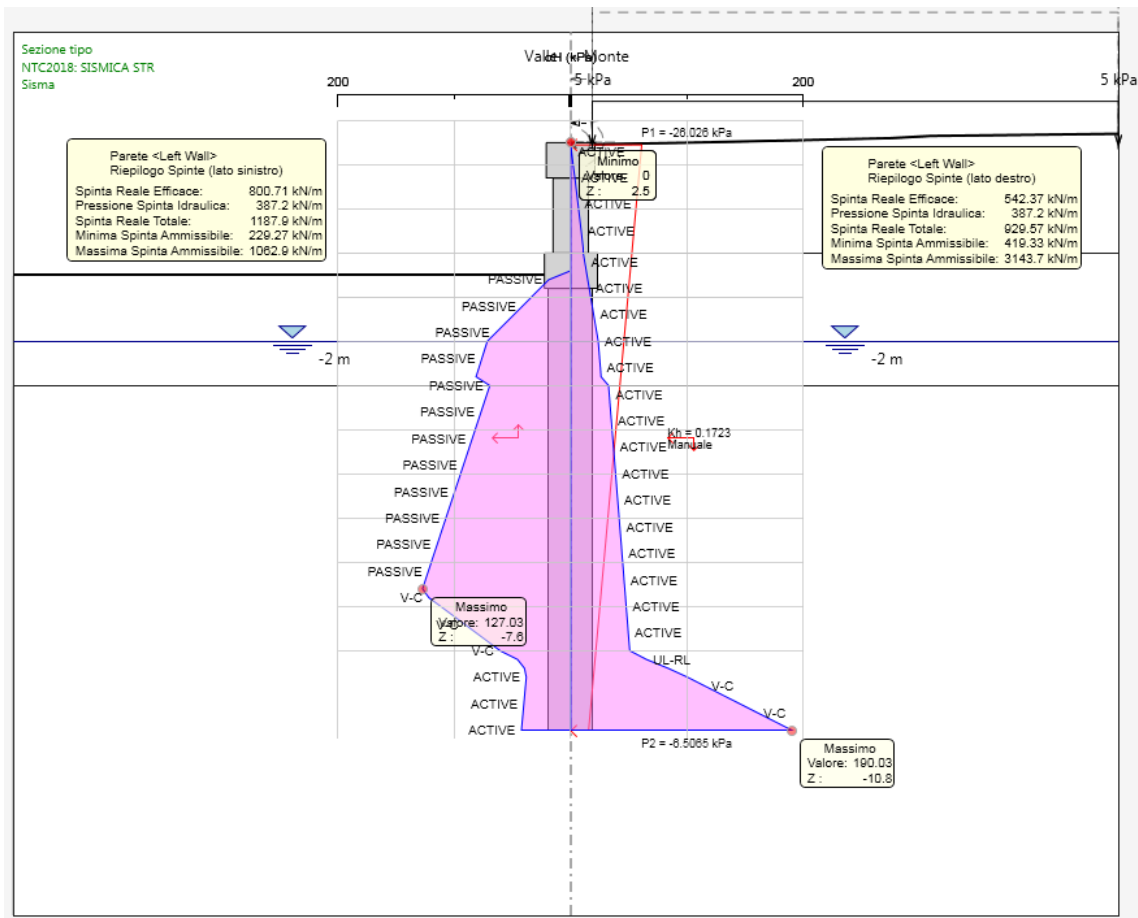 Sezione tipo
NTC2018: SISMICA STR
Sisma
Valle Monte
σH (kPa)
5 kPa
5 kPa
200
200
P1 = -26.026 kPa
Parete <Left Wall>
Riepilogo Spinte (lato sinistro)
Spinta Reale Efficace: 800.71 kN/m
Pressione Spinta Idraulica: 387.2 kN/m
Spinta Reale Totale: 1187.9 kN/m
Minima Spinta Ammissibile: 229.27 kN/m
Massima Spinta Ammissibile: 1062.9 kN/m
Minimo
Valore: 0
Z : 2.5
Parete <Left Wall>
Riepilogo Spinte (lato destro)
Spinta Reale Efficace: 542.37 kN/m
Pressione Spinta Idraulica: 387.2 kN/m
Spinta Reale Totale: 929.57 kN/m
Minima Spinta Ammissibile: 419.33 kN/m
Massima Spinta Ammissibile: 3143.7 kN/m
ACTIVE
ACTIVE
ACTIVE
ACTIVE
ACTIVE
PASSIVE ACTIVE
PASSIVE ACTIVE
PASSIVE ACTIVE
-2 m
-2 m
PASSIVE ACTIVE
PASSIVE ACTIVE
PASSIVE ACTIVE
PASSIVE ACTIVE
Kh = 0.1723
Manuale
PASSIVE ACTIVE
PASSIVE ACTIVE
PASSIVE ACTIVE
PASSIVE ACTIVE
PASSIVE ACTIVE
V-C ACTIVE
Massimo
Valore: 127.03
Z : -7.6
V-C ACTIVE
V-C UL-RL
ACTIVE V-C
ACTIVE V-C
ACTIVE
P2 = -6.5065 kPa
Massimo
Valore: 190.03
Z : -10.8